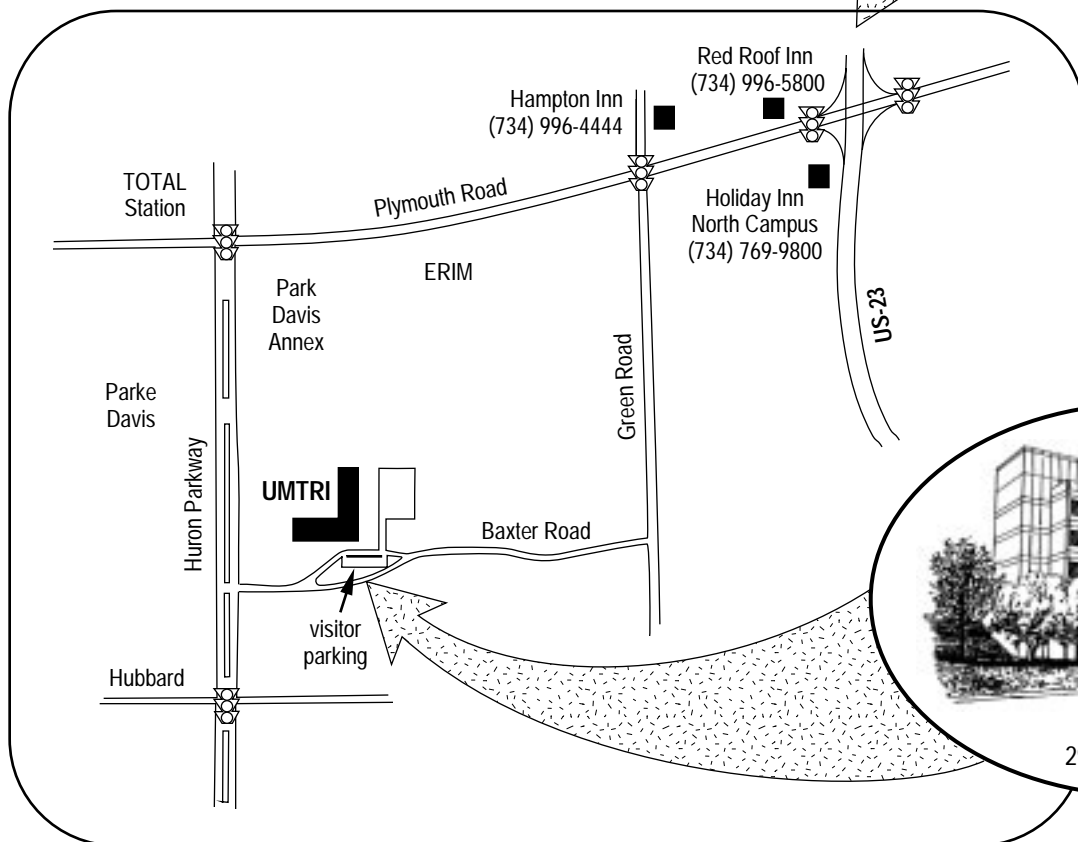 Red Roof Inn
(734) 996-5800
Hampton Inn
(734) 996-4444
TOTAL
Station
Plymouth Road
Holiday Inn
North Campus
(734) 769-9800
ERIM
Park
Davis
Annex
US-23
Parke
Davis
Green Road
Huron Parkway
UMTRI
Baxter Road
visitor
parking
Hubbard
2